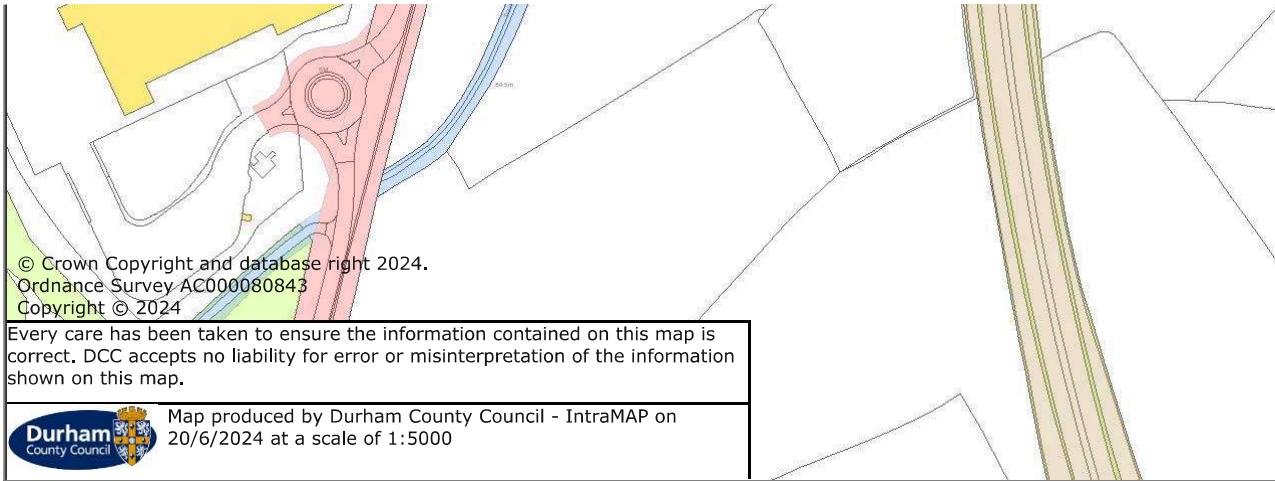 60.5m
© Crown Copyright and database right 2024.
Ordnance Survey AC000080843
Copyright © 2024
Every care has been taken to ensure the information contained on this map is
correct. DCC accepts no liability for error or misinterpretation of the information
shown on this map.
Map produced by Durham County Council - IntraMAP on
20/6/2024 at a scale of 1:5000
Durham
County Council